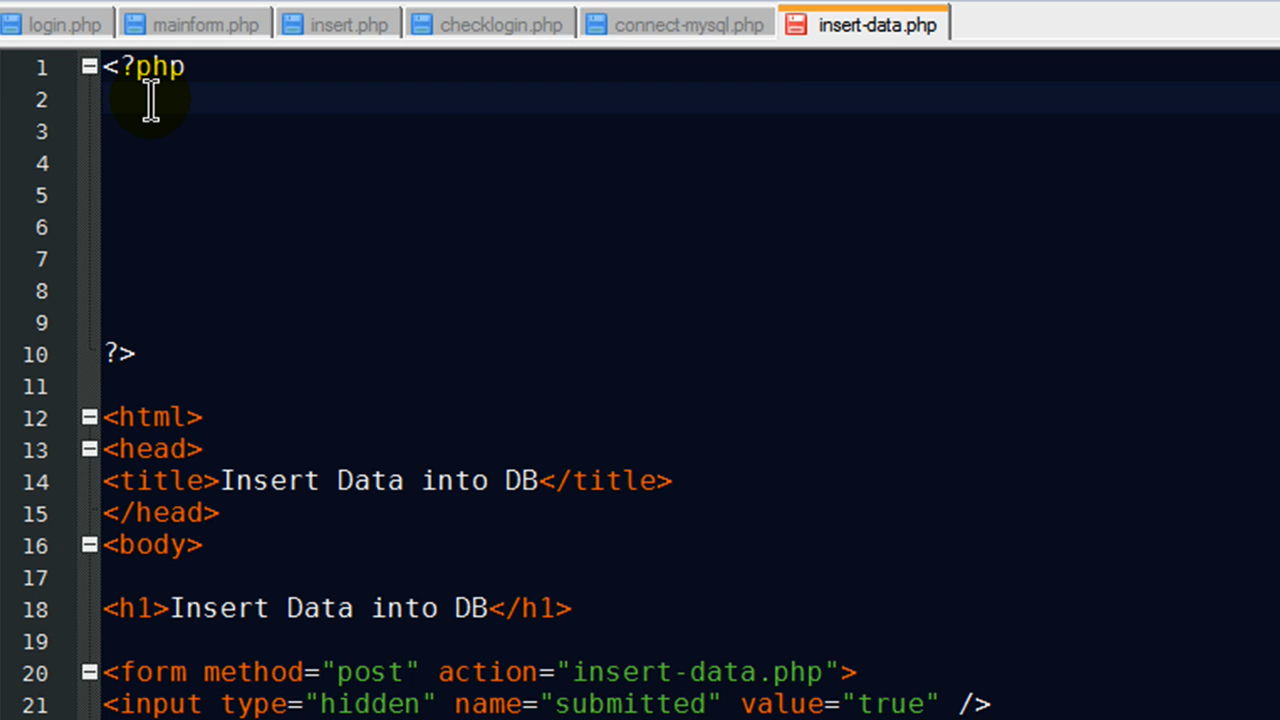 login.php mainform.php insert.php checklogin.php connect-mysql.php insert-data.php
1 <?php
2
3
4
5
6
7
8
9
10 ?>
11
12 <html>
13 <head>
14 <title>Insert Data into DB</title>
15 </head>
16 <body>
17
18 <h1>Insert Data into DB</h1>
19
20 <form method="post" action="insert-data.php">
21 <input type="hidden" name="submitted" value="true" />